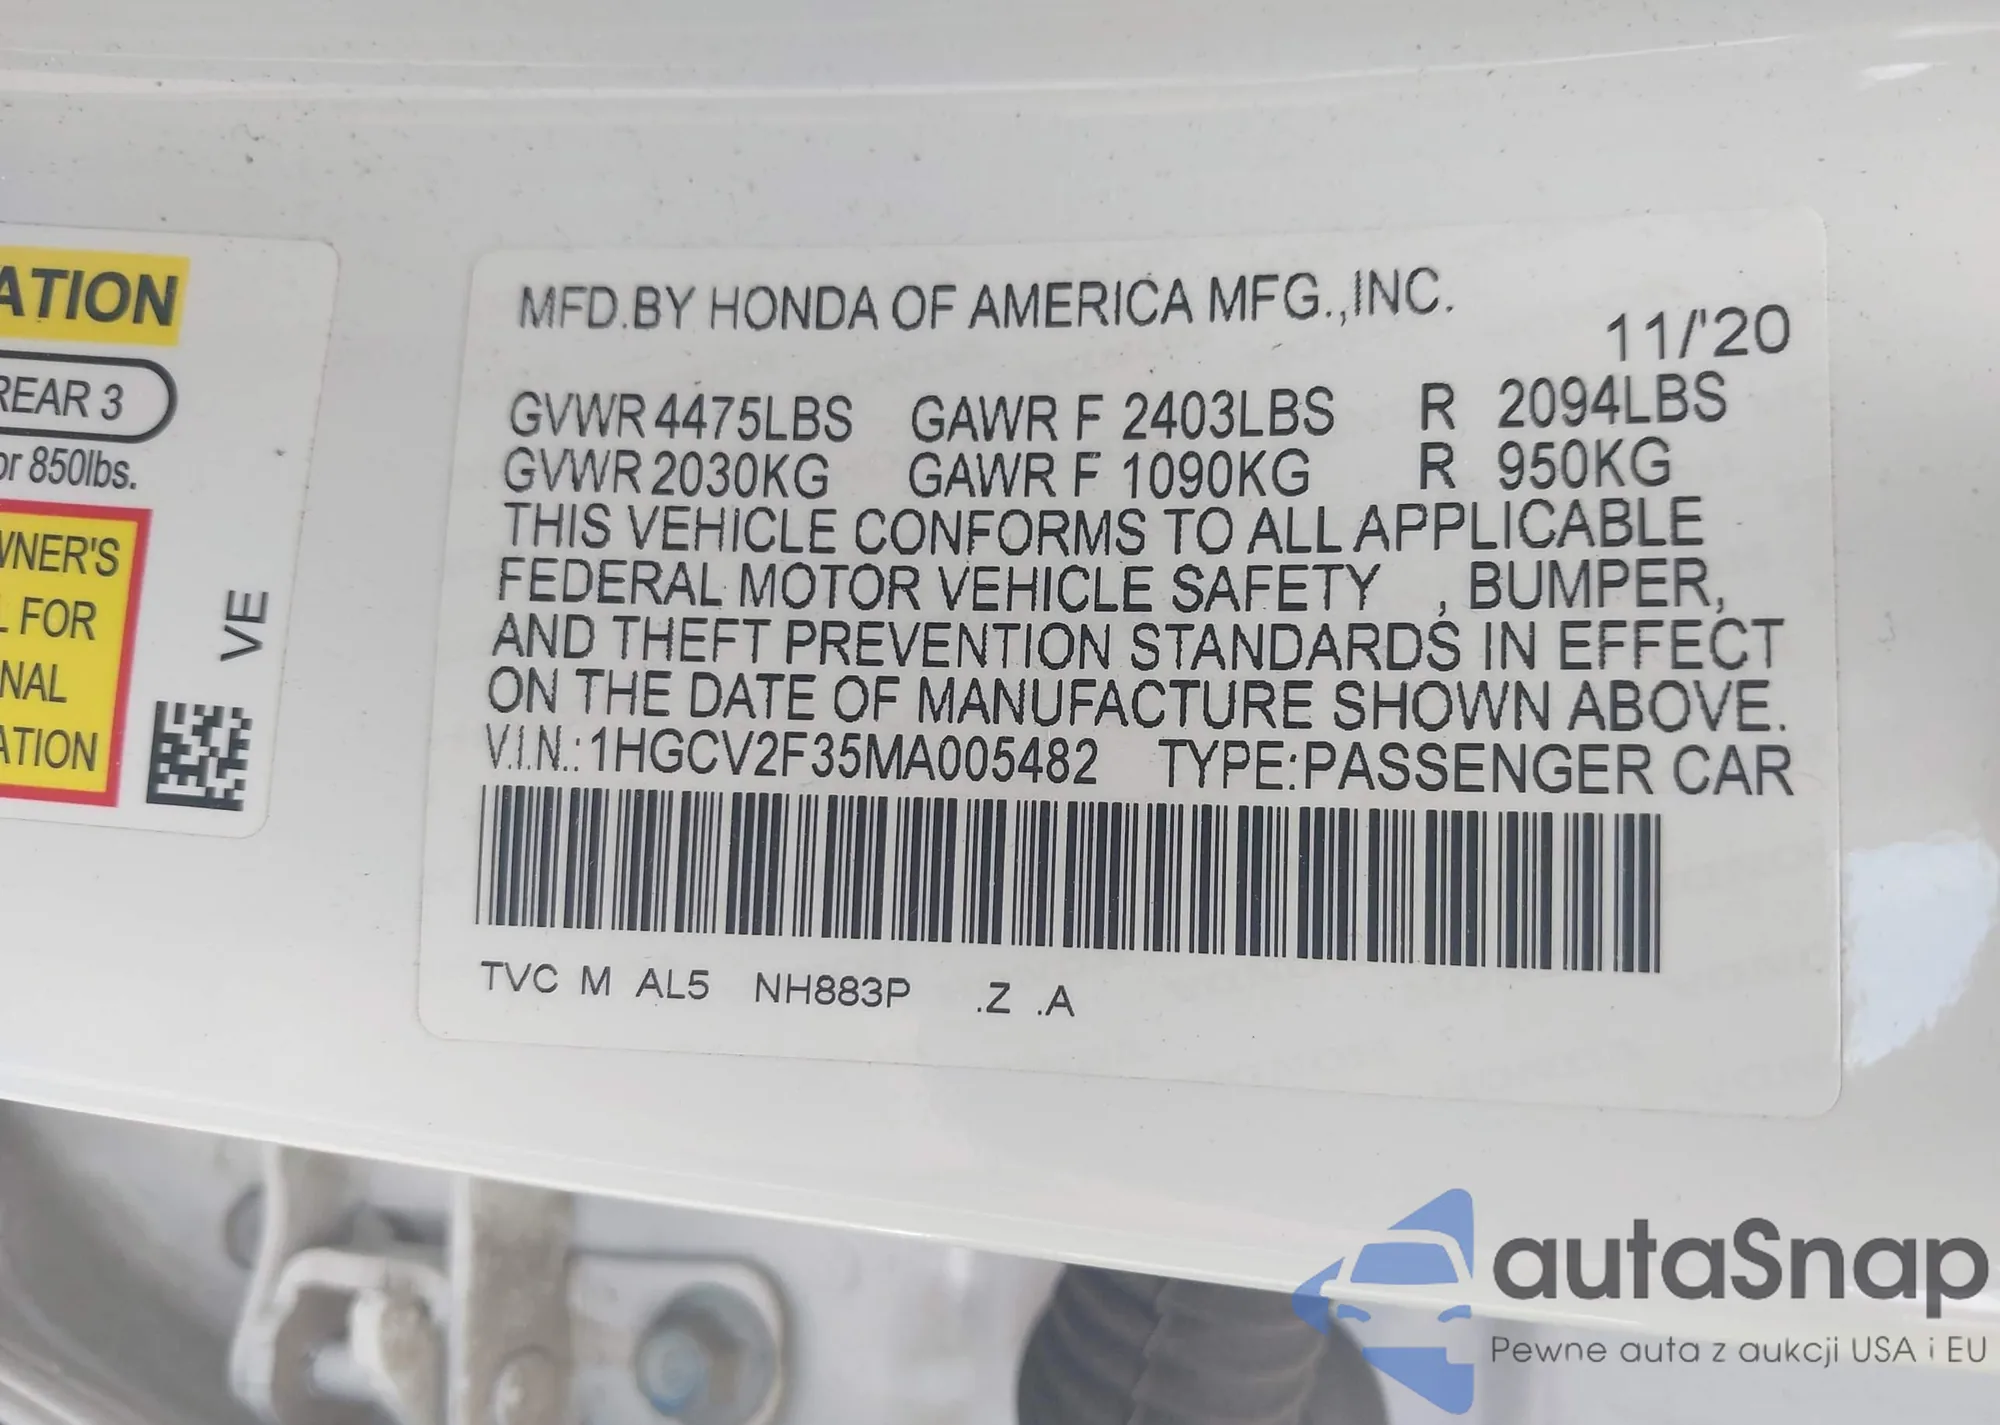 ATION
REAR 3
or 850lbs.
WNER'S
L FOR
NAL
ATION
VE
MFD.BY HONDA OF AMERICA MFG.,INC.
11/'20
GVWR 4475LBS GAWR F 2403LBS R 2094LBS
GVWR 2030KG GAWR F 1090KG R 950KG
THIS VEHICLE CONFORMS TO ALL APPLICABLE
FEDERAL MOTOR VEHICLE SAFETY , BUMPER,
AND THEFT PREVENTION STANDARDS IN EFFECT
ON THE DATE OF MANUFACTURE SHOWN ABOVE.
V.I.N.: 1HGCV2F35MA005482 TYPE:PASSENGER CAR
TVC M AL5 NH883P .Z .A
autaSnap
Pewne auta z aukcji USA i EU